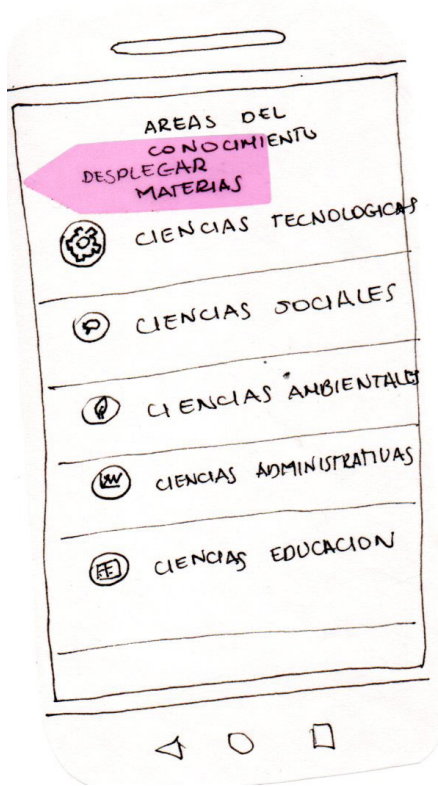 AREAS DEL
CONOCIMIENTO
DESPLEGAR
MATERIAS
CIENCIAS TECNOLOGICAS
CIENCIAS SOCIALES
CIENCIAS AMBIENTALES
CIENCIAS ADMINISTRATIVAS
CIENCIAS EDUCACION